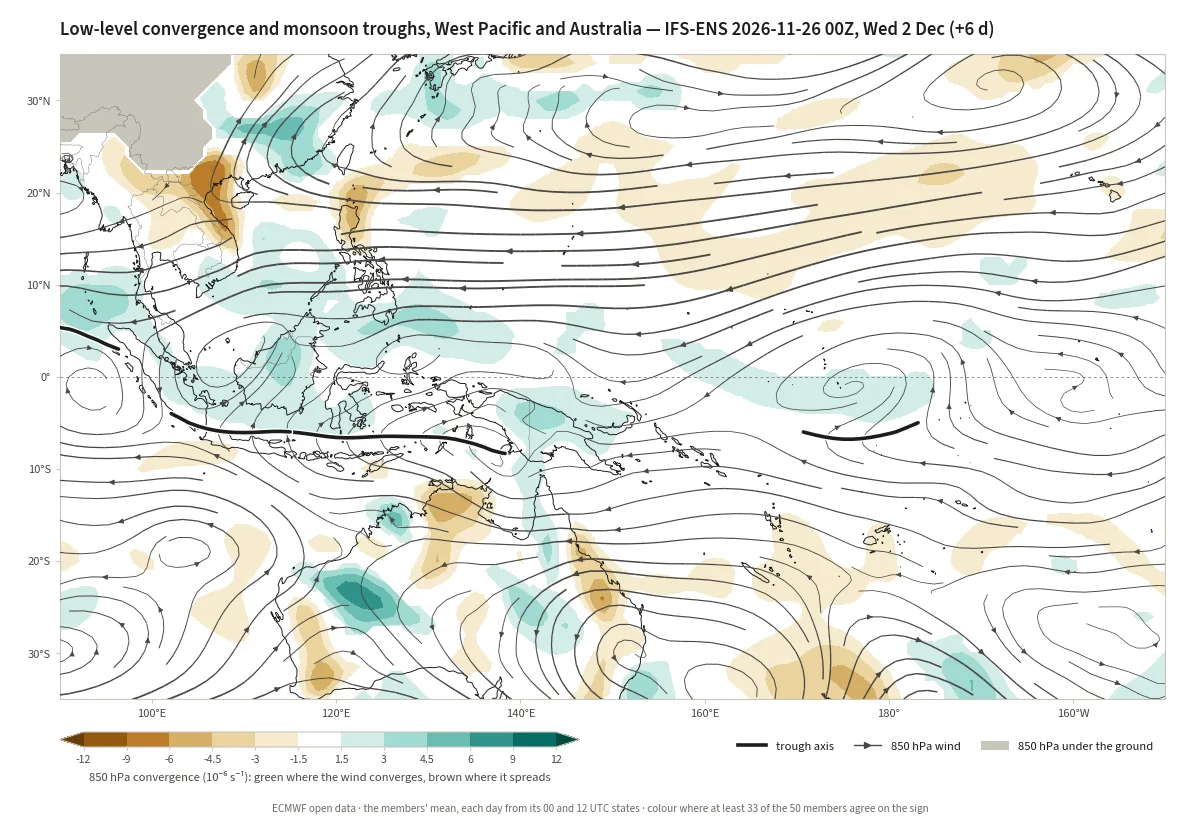 Low-level convergence and monsoon troughs, West Pacific and Australia — IFS-ENS 2026-11-26 00Z, Wed 2 Dec (+6 d)
30°N
20°N
10°N
0°
10°S
20°S
30°S
100°E 120°E 140°E 160°E 180° 160°W
-12 -9 -6 -4.5 -3 -1.5 1.5 3 4.5 6 9 12
850 hPa convergence (10⁻⁶ s⁻¹): green where the wind converges, brown where it spreads
trough axis 850 hPa wind 850 hPa under the ground
ECMWF open data · the members' mean, each day from its 00 and 12 UTC states · colour where at least 33 of the 50 members agree on the sign